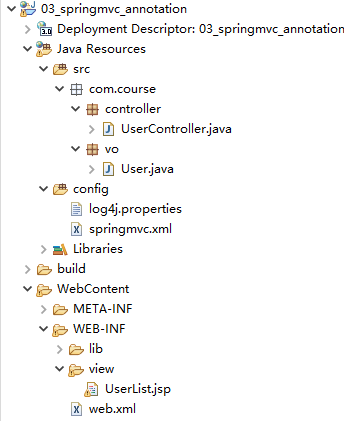 03_springmvc_annotation
Deployment Descriptor: 03_springmvc_annotation
Java Resources
src
com.course
controller
UserController.java
vo
User.java
config
log4j.properties
springmvc.xml
Libraries
build
WebContent
META-INF
WEB-INF
lib
view
UserList.jsp
web.xml